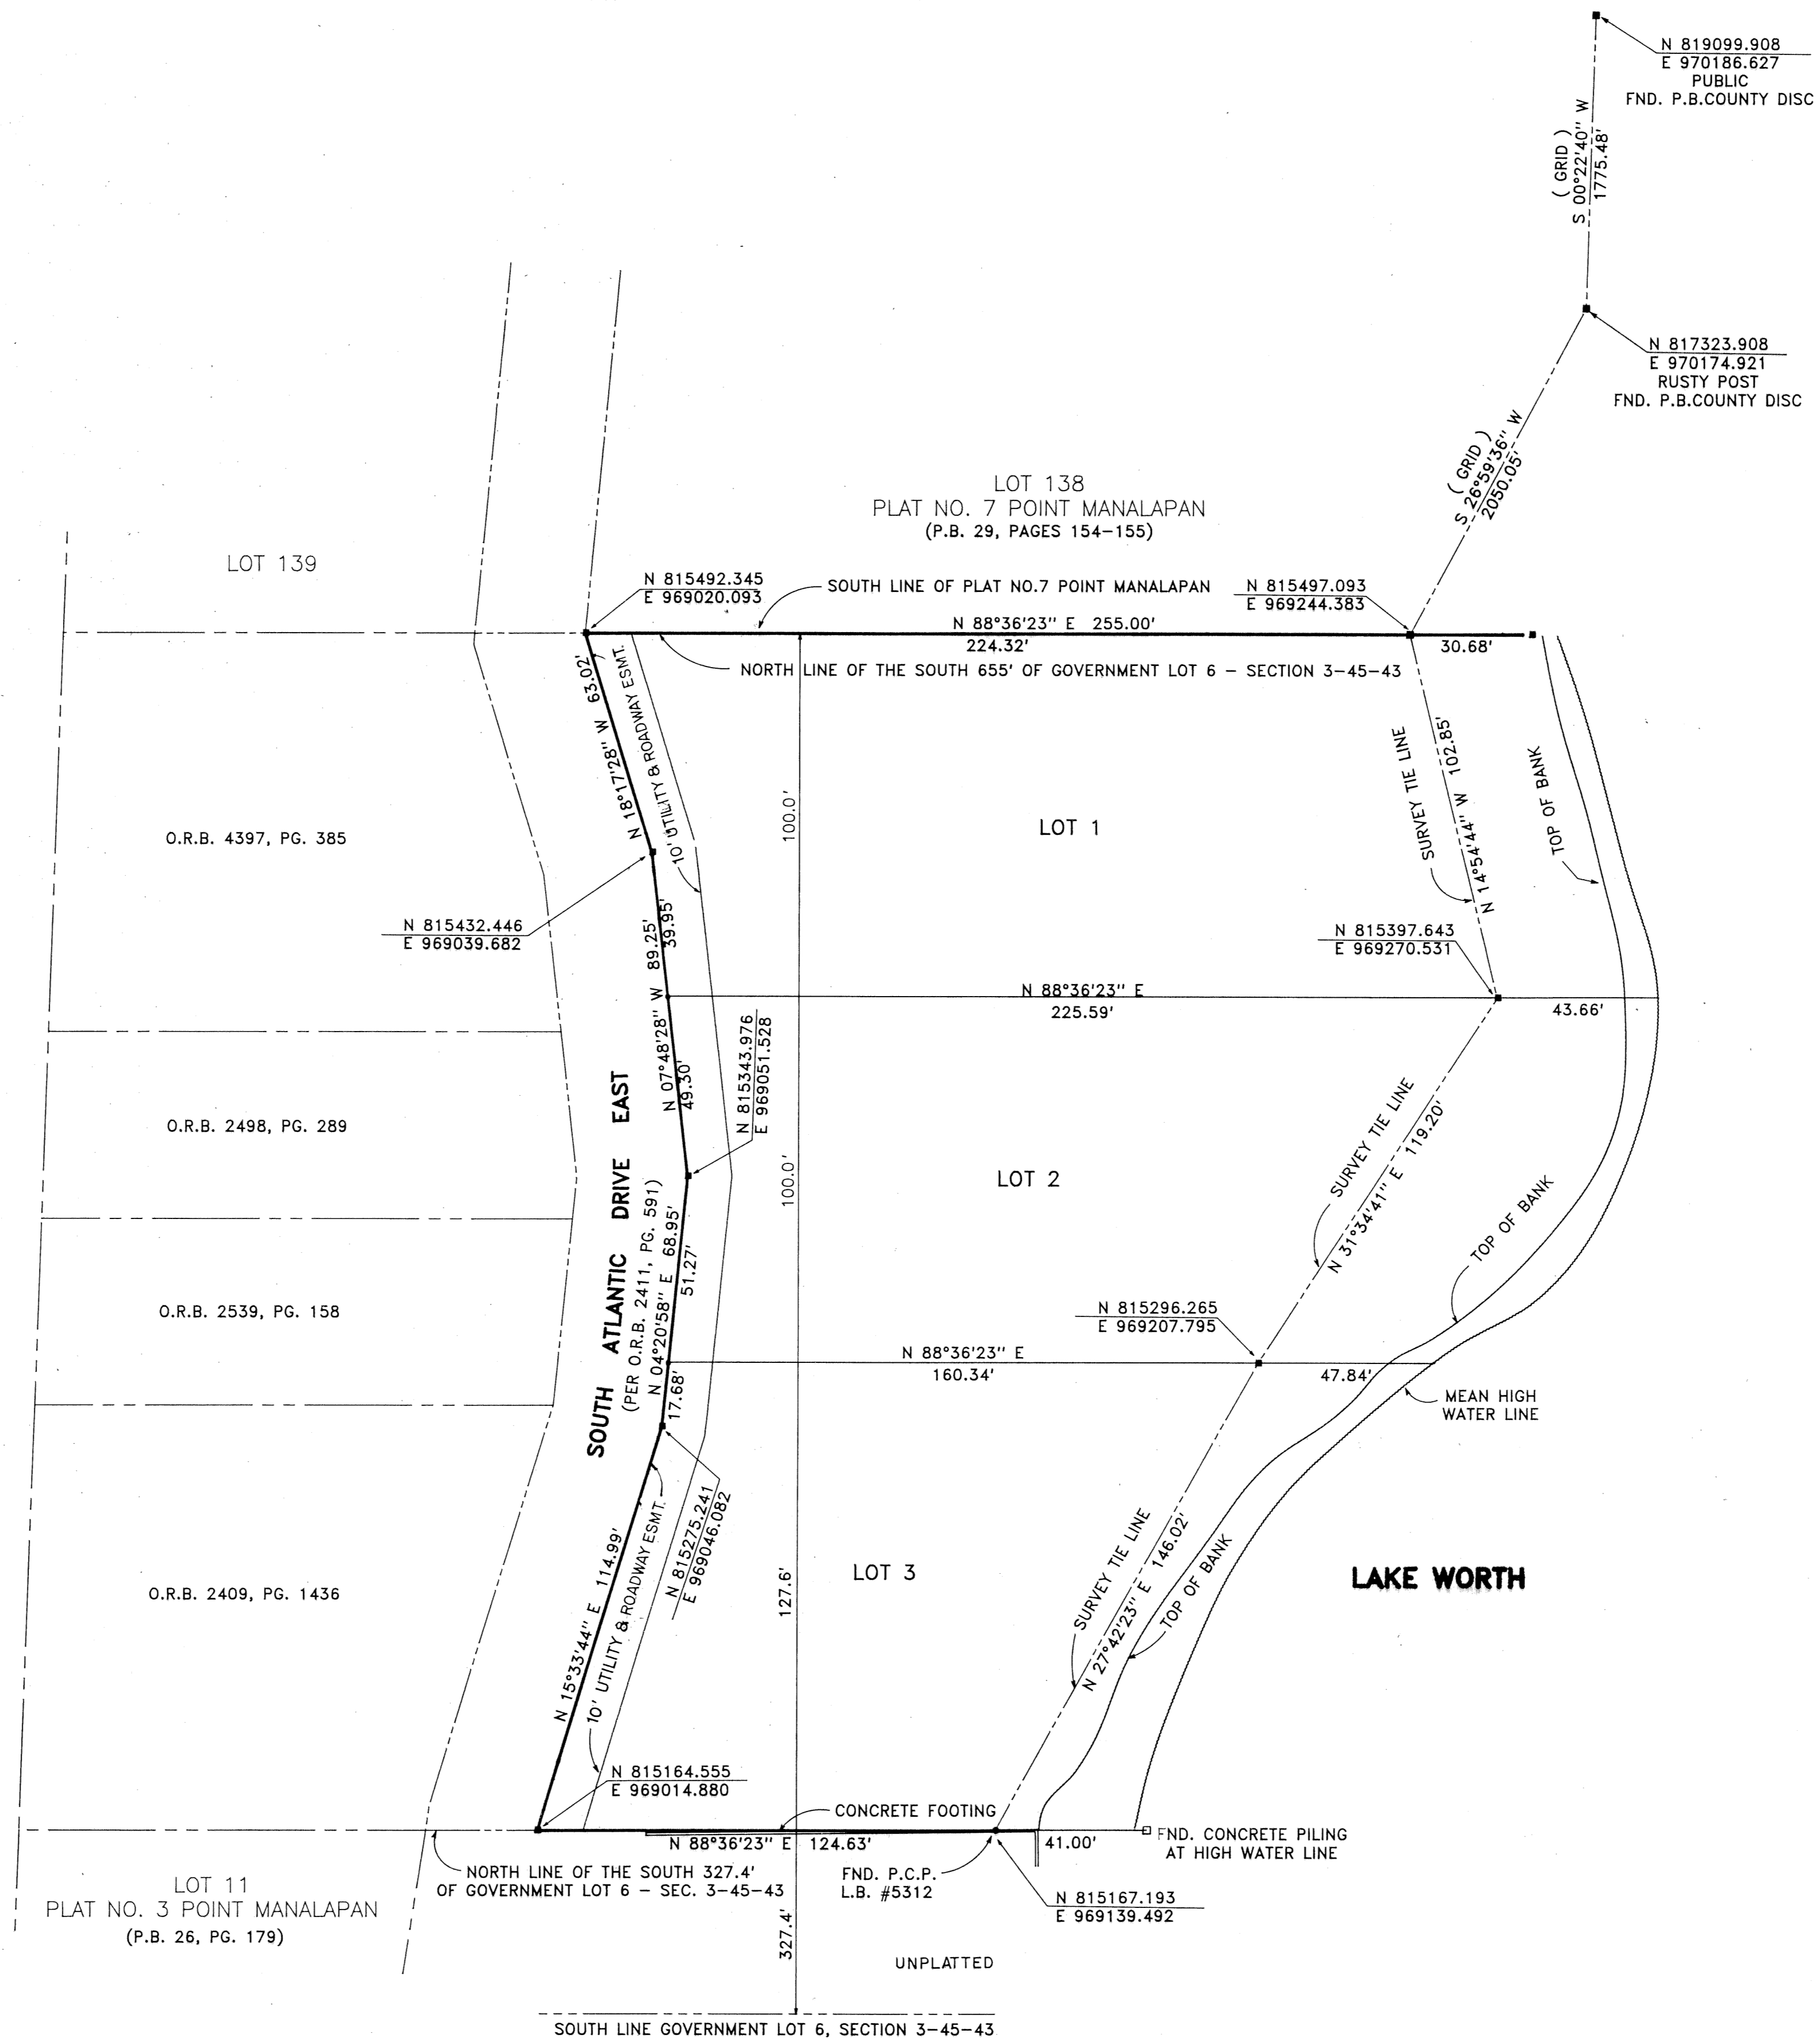 N 819099.908
E 970186.627
PUBLIC
FND. P.B.COUNTY DISC
( GRID )
S 00°22'40" W
1775.48'
N 817323.908
E 970174.921
RUSTY POST
FND. P.B.COUNTY DISC
( GRID )
S 26°59'36" W
2050.05'
LOT 138
PLAT NO. 7 POINT MANALAPAN
(P.B. 29, PAGES 154-155)
LOT 139
N 815492.345
E 969020.093
SOUTH LINE OF PLAT NO.7 POINT MANALAPAN
N 815497.093
E 969244.383
N 88°36'23" E 255.00'
224.32'
30.68'
NORTH LINE OF THE SOUTH 655' OF GOVERNMENT LOT 6 - SECTION 3-45-43
N 18°17'28" W 63.02'
10' UTILITY & ROADWAY ESMT.
100.0'
LOT 1
SURVEY TIE LINE
N 14°54'44" W 102.85'
TOP OF BANK
O.R.B. 4397, PG. 385
N 815432.446
E 969039.682
N 07°48'28" W 89.25'
39.95'
49.30'
N 815397.643
E 969270.531
N 88°36'23" E
225.59'
43.66'
N 815343.976
E 969051.528
O.R.B. 2498, PG. 289
SOUTH ATLANTIC DRIVE EAST
(PER O.R.B. 2411, PG. 591)
N 04°20'58" E 68.95'
51.27'
17.68'
100.0'
LOT 2
SURVEY TIE LINE
N 31°34'41" E 119.20'
TOP OF BANK
O.R.B. 2539, PG. 158
N 815296.265
E 969207.795
N 88°36'23" E
160.34'
47.84'
MEAN HIGH
WATER LINE
N 815275.241
E 969046.082
O.R.B. 2409, PG. 1436
N 15°33'44" E 114.99'
10' UTILITY & ROADWAY ESMT.
127.6'
LOT 3
SURVEY TIE LINE
N 27°42'23" E 146.02'
TOP OF BANK
LAKE WORTH
N 815164.555
E 969014.880
CONCRETE FOOTING
N 88°36'23" E 124.63'
41.00'
FND. CONCRETE PILING
AT HIGH WATER LINE
NORTH LINE OF THE SOUTH 327.4'
OF GOVERNMENT LOT 6 - SEC. 3-45-43
FND. P.C.P.
L.B. #5312
N 815167.193
E 969139.492
LOT 11
PLAT NO. 3 POINT MANALAPAN
(P.B. 26, PG. 179)
327.4'
UNPLATTED
SOUTH LINE GOVERNMENT LOT 6, SECTION 3-45-43